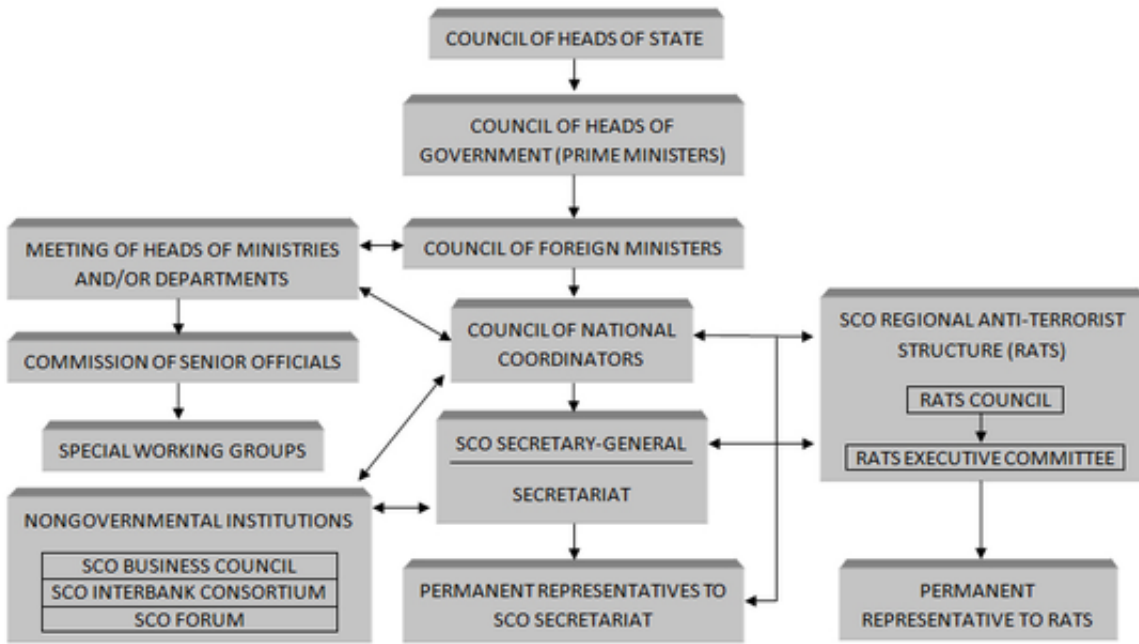 COUNCIL OF HEADS OF STATE
COUNCIL OF HEADS OF
GOVERNMENT (PRIME MINISTERS)
MEETING OF HEADS OF MINISTRIES
AND/OR DEPARTMENTS
COUNCIL OF FOREIGN MINISTERS
COMMISSION OF SENIOR OFFICIALS
COUNCIL OF NATIONAL
COORDINATORS
SCO REGIONAL ANTI-TERRORIST
STRUCTURE (RATS)
RATS COUNCIL
RATS EXECUTIVE COMMITTEE
SPECIAL WORKING GROUPS
SCO SECRETARY-GENERAL
SECRETARIAT
NONGOVERNMENTAL INSTITUTIONS
SCO BUSINESS COUNCIL
SCO INTERBANK CONSORTIUM
SCO FORUM
PERMANENT REPRESENTATIVES TO
SCO SECRETARIAT
PERMANENT
REPRESENTATIVE TO RATS